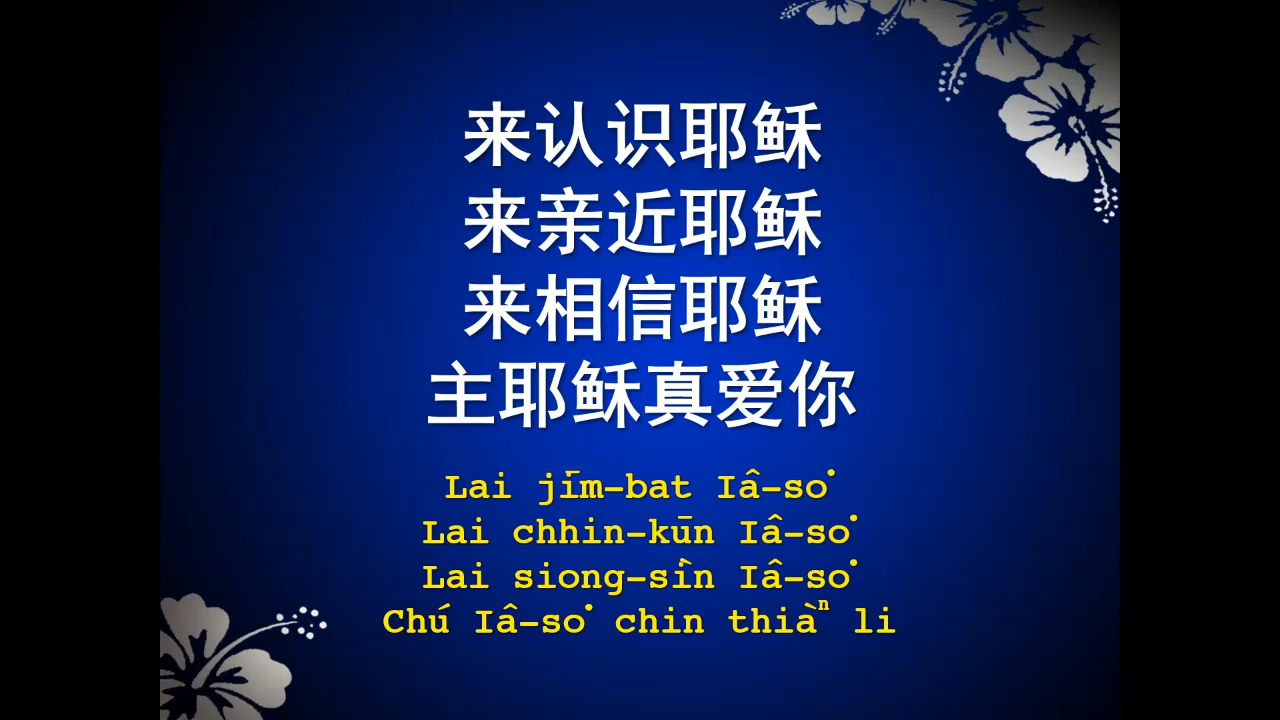 来认识耶稣
来亲近耶稣
来相信耶稣
主耶稣真爱你
Lai jīm-bat Iâ-so͘
Lai chhin-kūn Iâ-so͘
Lai siong-sìn Iâ-so͘
Chú Iâ-so͘ chin thiàⁿ li